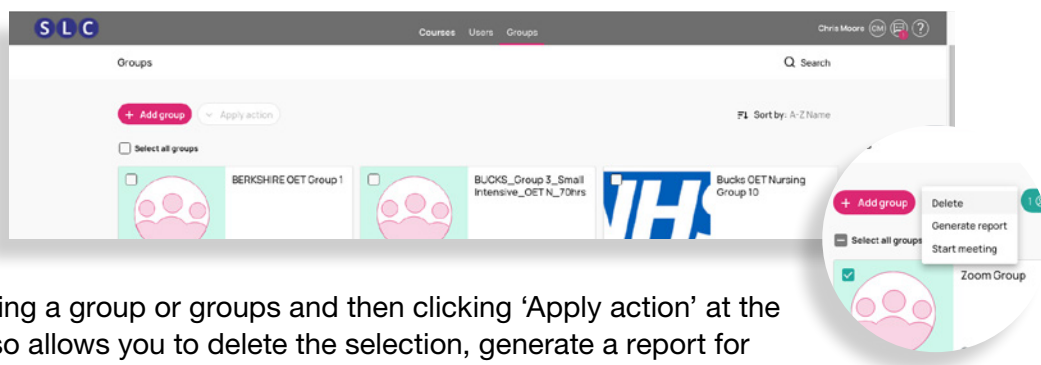 SLC
Courses Users Groups
Chris Moore CM ?
Groups
Search
+ Add group
Apply action
Sort by: A-Z Name
Select all groups
BERKSHIRE OET Group 1
BUCKS_Group 3_Small
Intensive_OET N_70hrs
Bucks OET Nursing
Group 10
+ Add group
Delete
Generate report
Start meeting
1
Select all groups
Zoom Group
ing a group or groups and then clicking ‘Apply action’ at the
so allows you to delete the selection, generate a report for